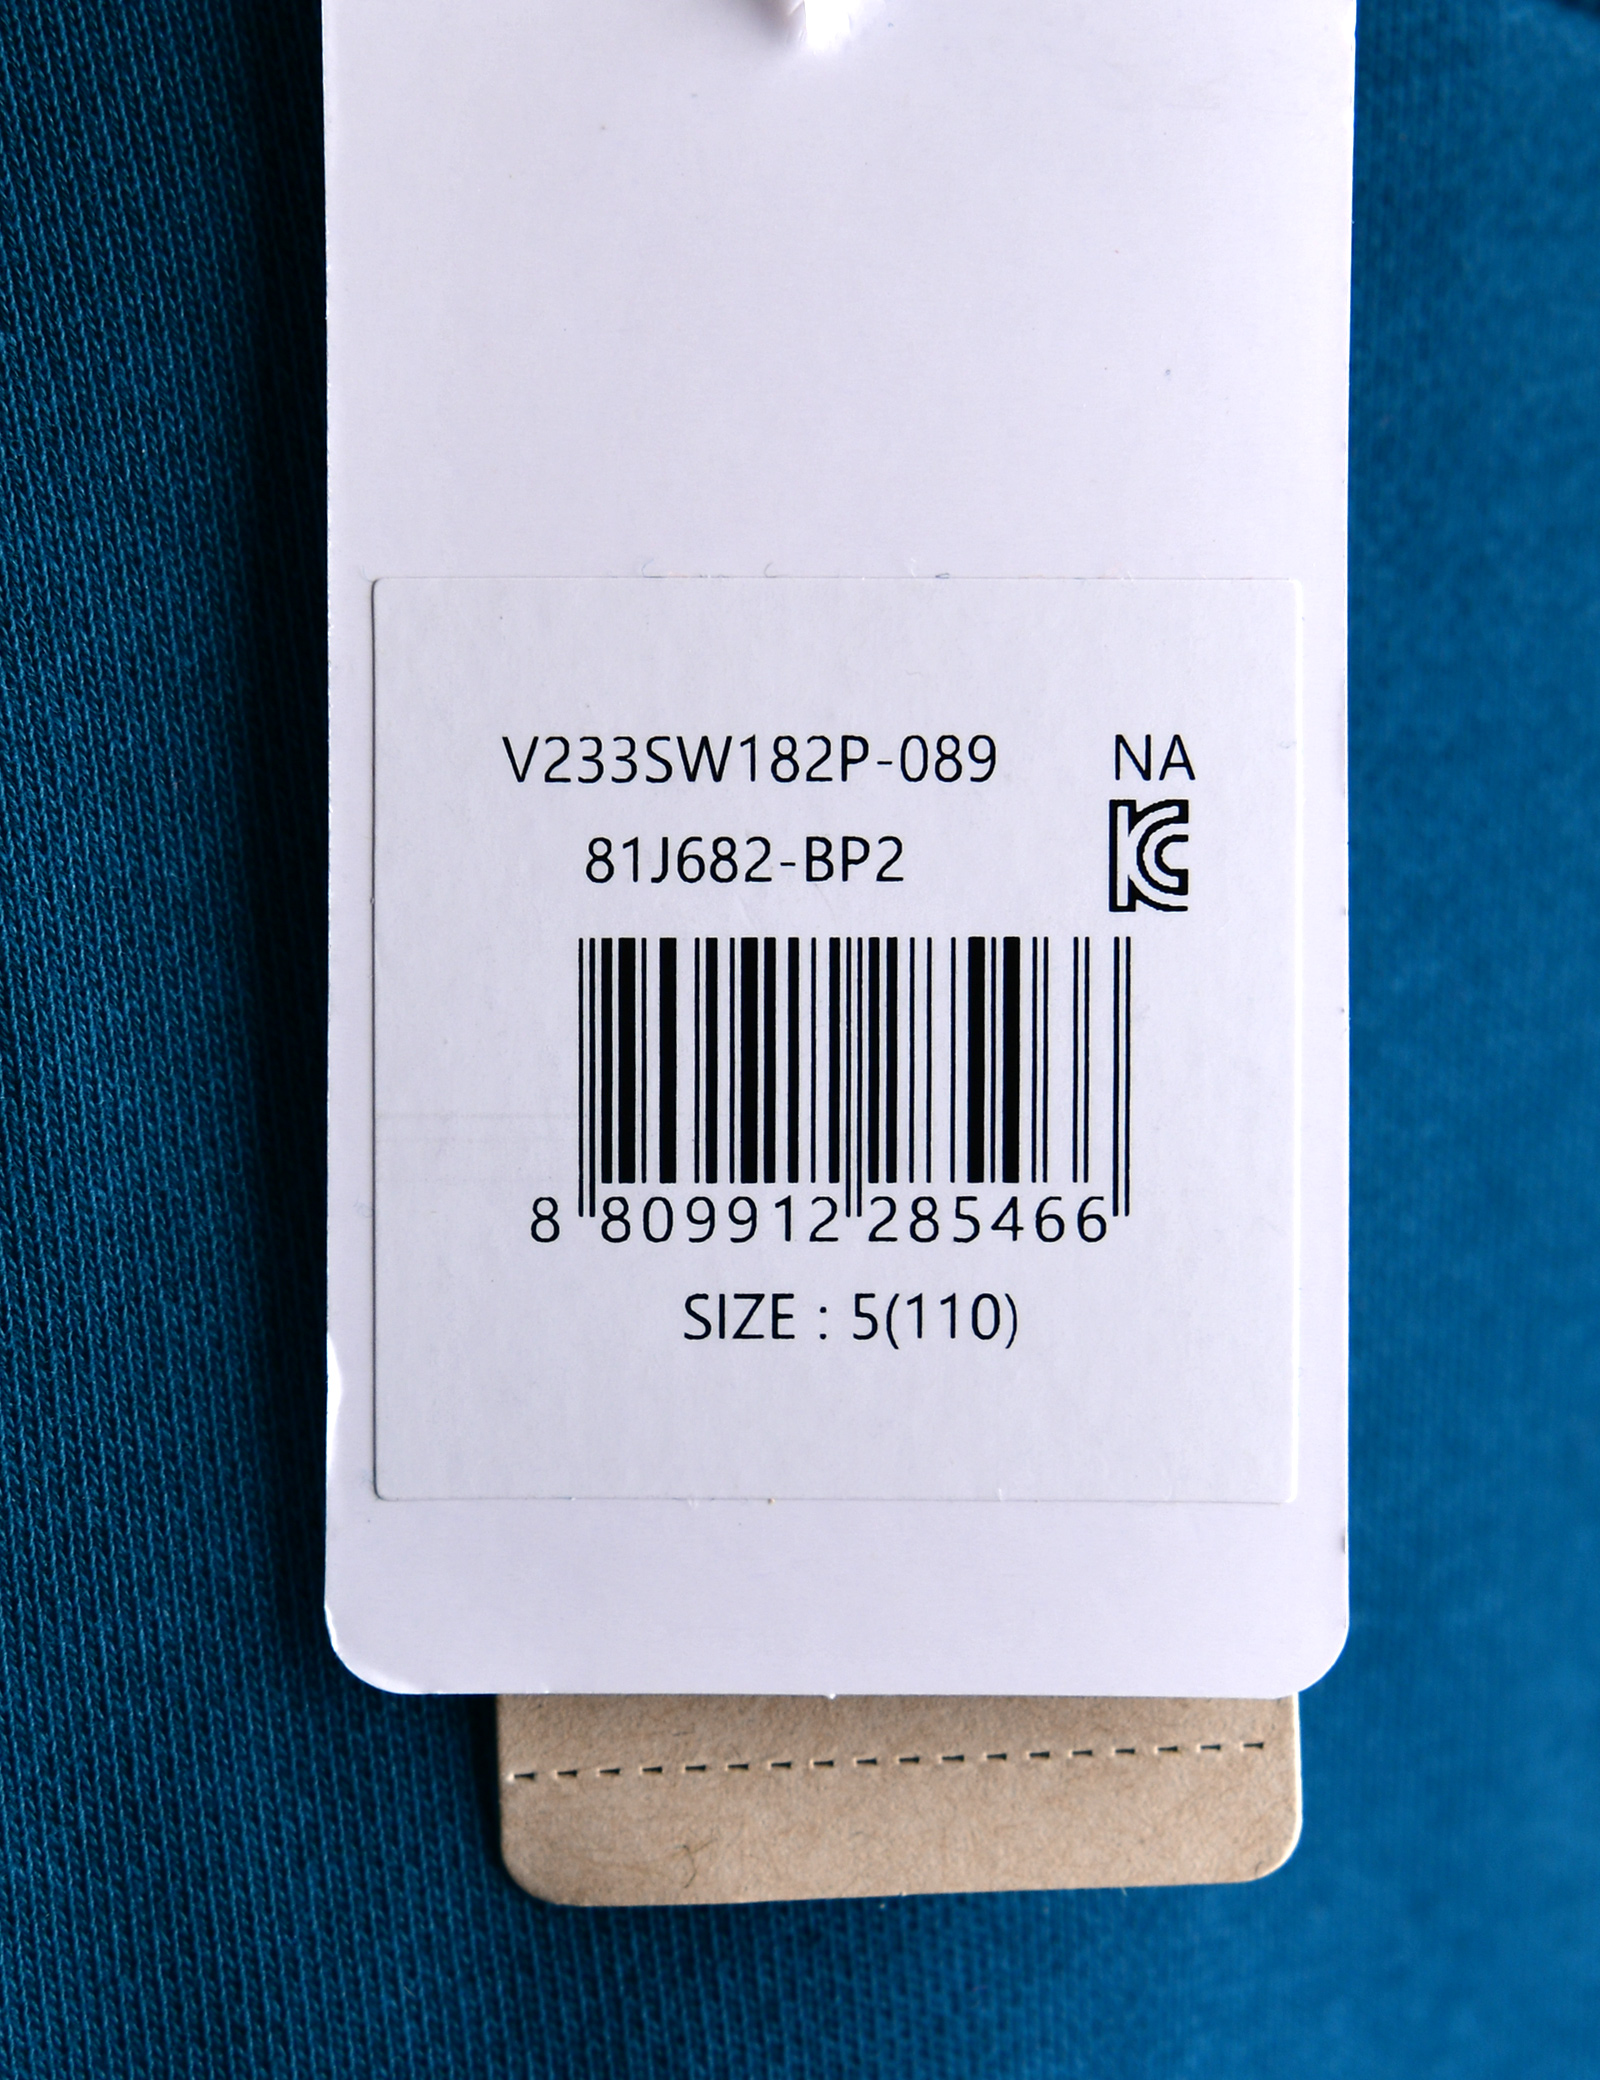 V233SW182P-089 NA
81J682-BP2
8 809912 285466
SIZE : 5(110)